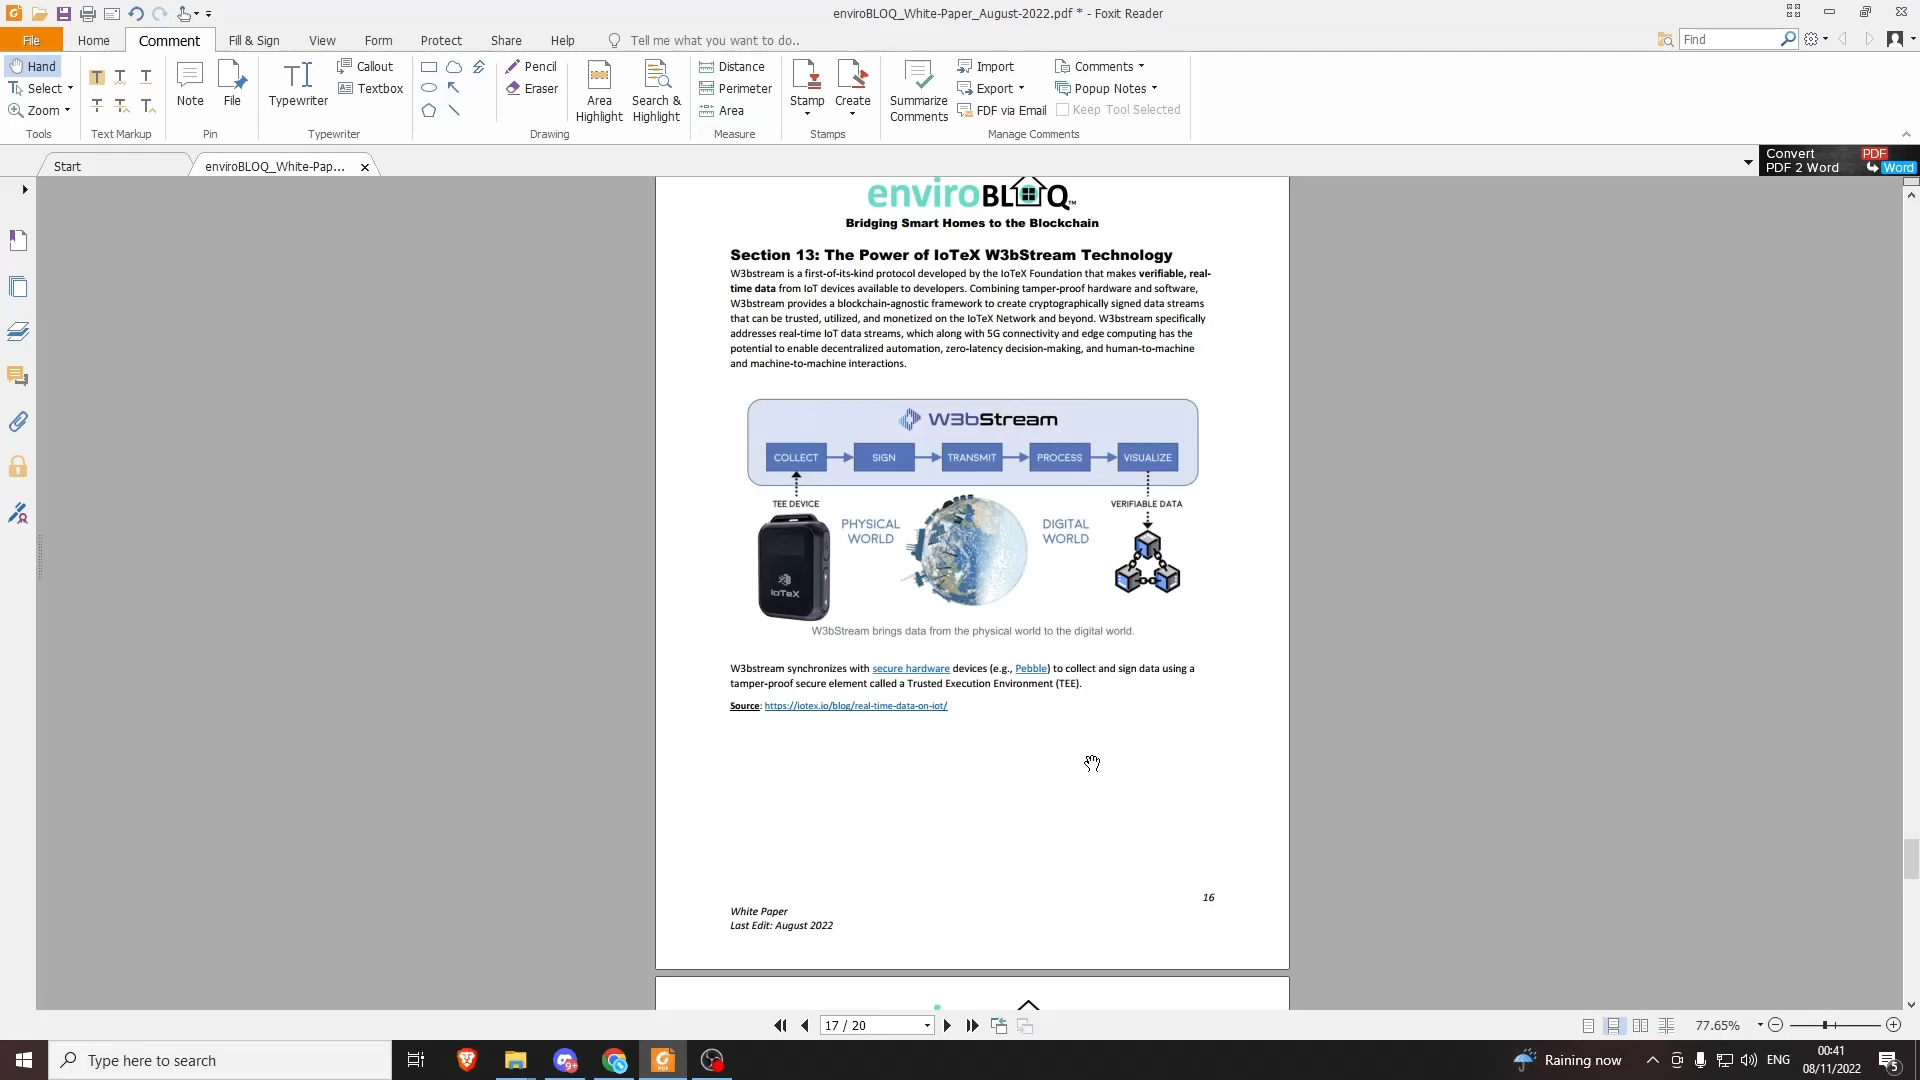 enviroBLOQ_White-Paper_August-2022.pdf * - Foxit Reader
File Home Comment Fill & Sign View Form Protect Share Help Tell me what you want to do.. Find
Hand
Select
Zoom
Tools
Text Markup
Note
File
Pin
Typewriter
Callout
Textbox
Typewriter
Pencil
Eraser
Area
Highlight
Search &
Highlight
Drawing
Distance
Perimeter
Area
Measure
Stamp
Create
Stamps
Summarize
Comments
Import
Export
FDF via Email
Comments
Popup Notes
Keep Tool Selected
Manage Comments
Start
enviroBLOQ_White-Pap...
Convert PDF
PDF 2 Word Word
enviroBLOQ™
Bridging Smart Homes to the Blockchain
Section 13: The Power of IoTeX W3bStream Technology
W3bstream is a first-of-its-kind protocol developed by the IoTeX Foundation that makes verifiable, real-
time data from IoT devices available to developers. Combining tamper-proof hardware and software,
W3bstream provides a blockchain-agnostic framework to create cryptographically signed data streams
that can be trusted, utilized, and monetized on the IoTeX Network and beyond. W3bstream specifically
addresses real-time IoT data streams, which along with 5G connectivity and edge computing has the
potential to enable decentralized automation, zero-latency decision-making, and human-to-machine
and machine-to-machine interactions.
W3bStream
COLLECT SIGN TRANSMIT PROCESS VISUALIZE
TEE DEVICE
VERIFIABLE DATA
PHYSICAL
WORLD
DIGITAL
WORLD
IoTeX
W3bStream brings data from the physical world to the digital world.
W3bstream synchronizes with secure hardware devices (e.g., Pebble) to collect and sign data using a
tamper-proof secure element called a Trusted Execution Environment (TEE).
Source: https://iotex.io/blog/real-time-data-on-iot/
16
White Paper
Last Edit: August 2022
17 / 20
77.65%
Type here to search
9+
PDF
Raining now
ENG
00:41
08/11/2022
5